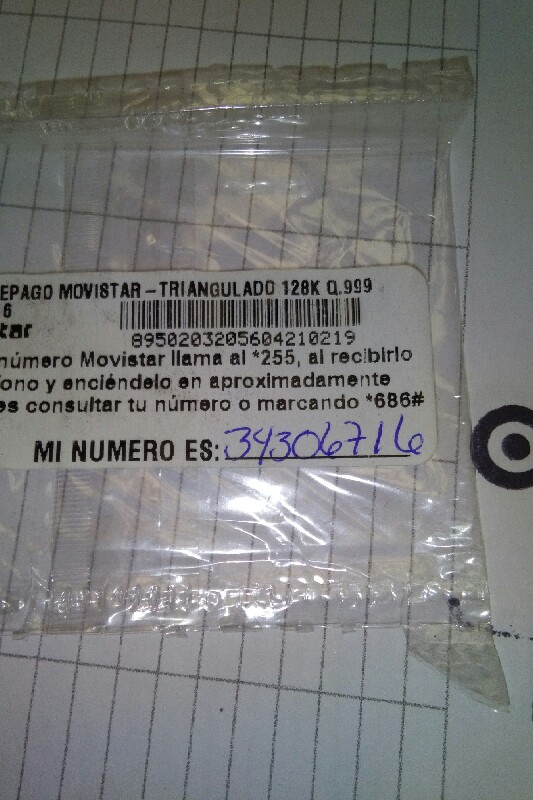 EPAGO MOVISTAR – TRIANGULADO 128K Q.999
6
star
8950203205604210219
número Movistar llama al *255, al recibirlo
fono y enciéndelo en aproximadamente
es consultar tu número o marcando *686#
MI NUMERO ES: 34306716